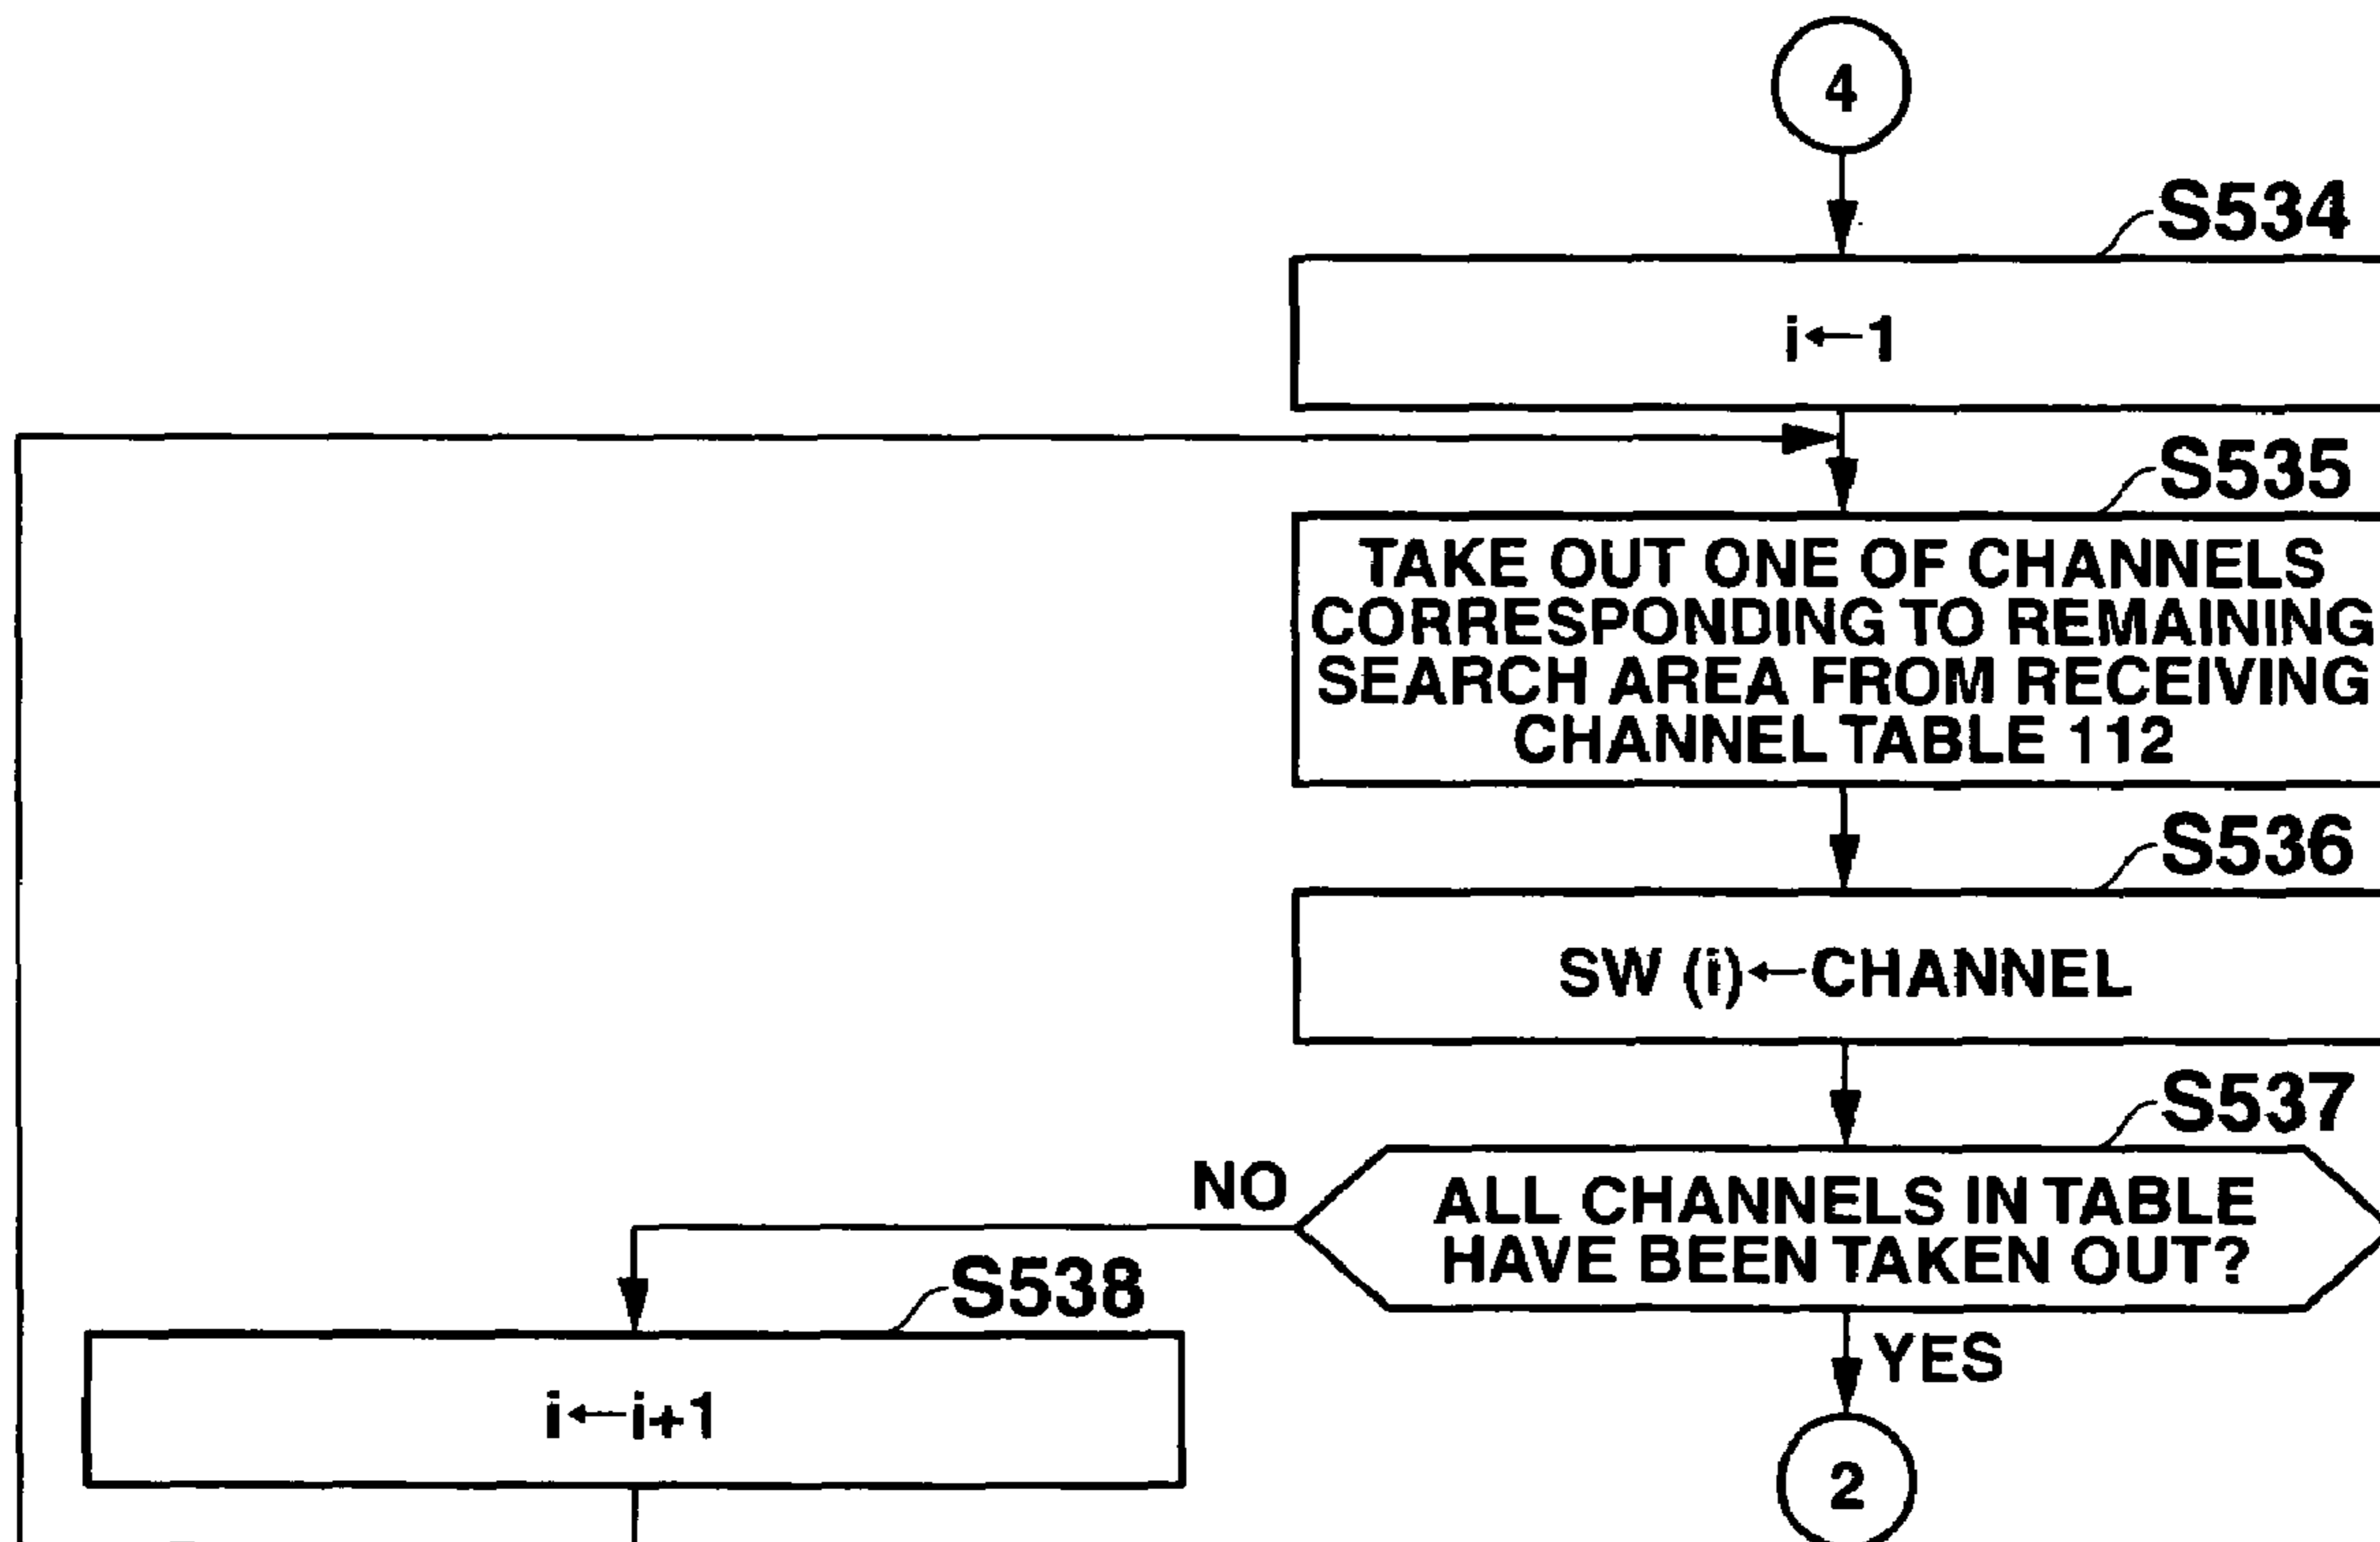 4
S534
i←1
S535
TAKE OUT ONE OF CHANNELS
CORRESPONDING TO REMAINING
SEARCH AREA FROM RECEIVING
CHANNEL TABLE 112
S536
SW (i)←CHANNEL
S537
NO
ALL CHANNELS IN TABLE
HAVE BEEN TAKEN OUT?
S538
YES
i←i+1
2